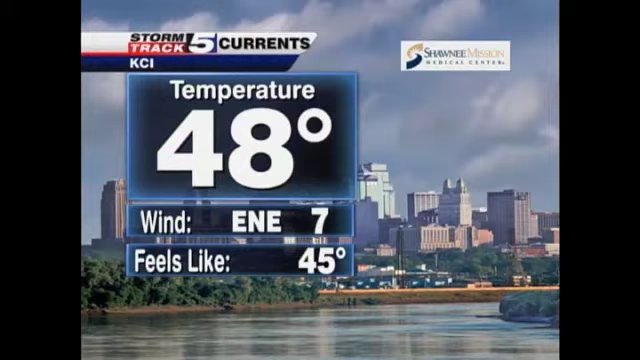 STORM TRACK 5 CURRENTS
KCI
SHAWNEE MISSION
MEDICAL CENTER
Temperature
48°
Wind: ENE 7
Feels Like: 45°